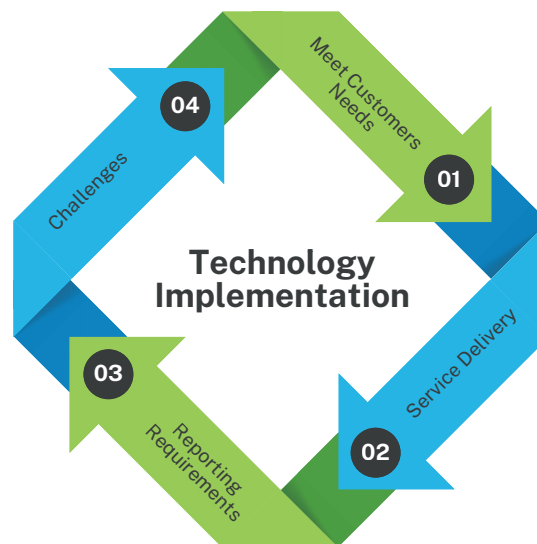 Technology
Implementation
Meet Customers
Needs
01
Service Delivery
02
Reporting
Requirements
03
Challenges
04